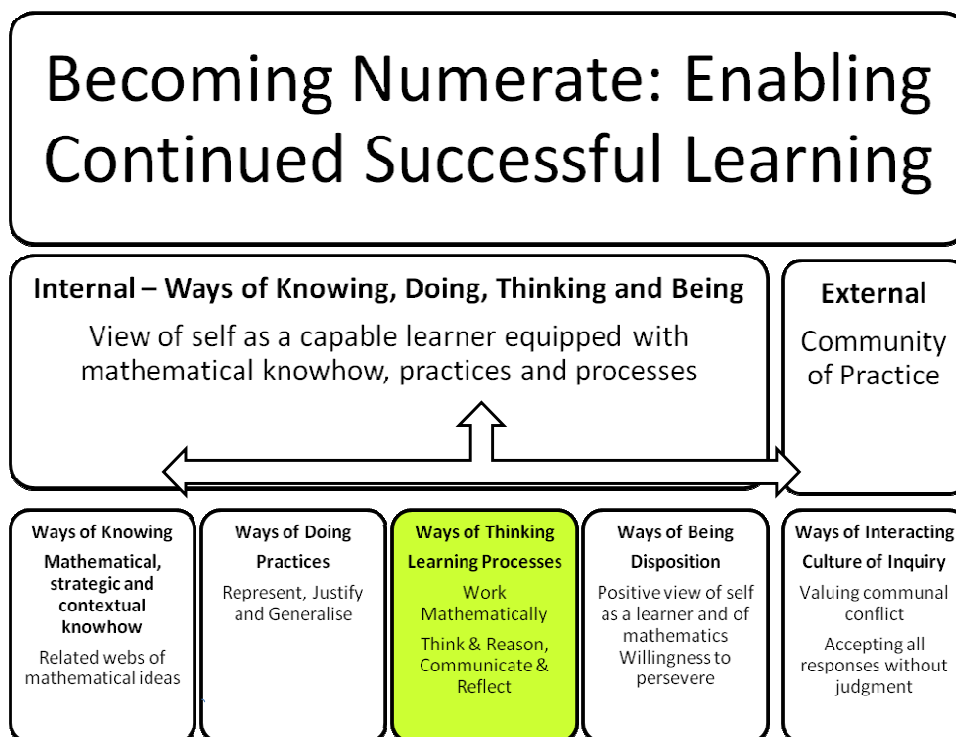 Becoming Numerate: Enabling
Continued Successful Learning
Internal – Ways of Knowing, Doing, Thinking and Being
View of self as a capable learner equipped with
mathematical knowhow, practices and processes
External
Community
of Practice
Ways of Knowing
Mathematical,
strategic and
contextual
knowhow
Related webs of
mathematical ideas
Ways of Doing
Practices
Represent, Justify
and Generalise
Ways of Thinking
Learning Processes
Work
Mathematically
Think & Reason,
Communicate &
Reflect
Ways of Being
Disposition
Positive view of self
as a learner and of
mathematics
Willingness to
persevere
Ways of Interacting
Culture of Inquiry
Valuing communal
conflict
Accepting all
responses without
judgment